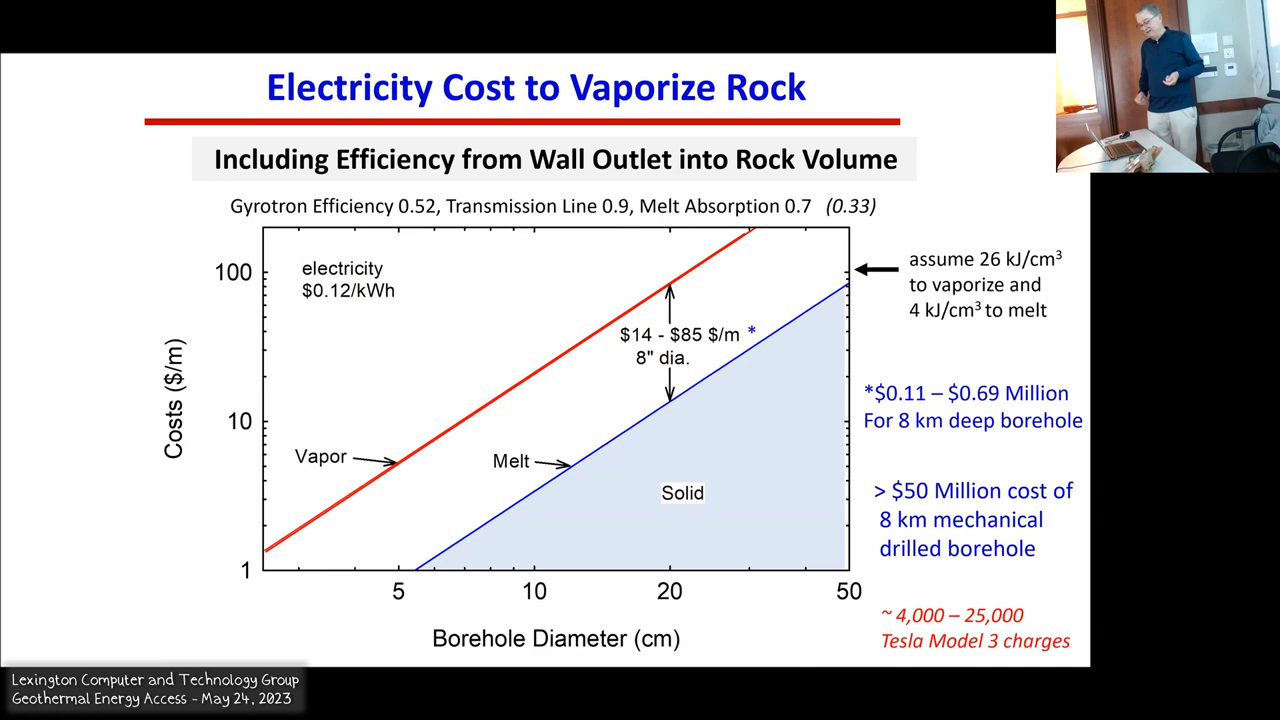 Electricity Cost to Vaporize Rock
Including Efficiency from Wall Outlet into Rock Volume
Gyrotron Efficiency 0.52, Transmission Line 0.9, Melt Absorption 0.7 (0.33)
100
10
1
Costs ($/m)
electricity
$0.12/kWh
$14 - $85 $/m *
8" dia.
Vapor
Melt
Solid
5
10
20
50
Borehole Diameter (cm)
assume 26 kJ/cm³
to vaporize and
4 kJ/cm³ to melt
*$0.11 – $0.69 Million
For 8 km deep borehole
> $50 Million cost of
8 km mechanical
drilled borehole
~ 4,000 – 25,000
Tesla Model 3 charges
Lexington Computer and Technology Group
Geothermal Energy Access - May 24, 2023